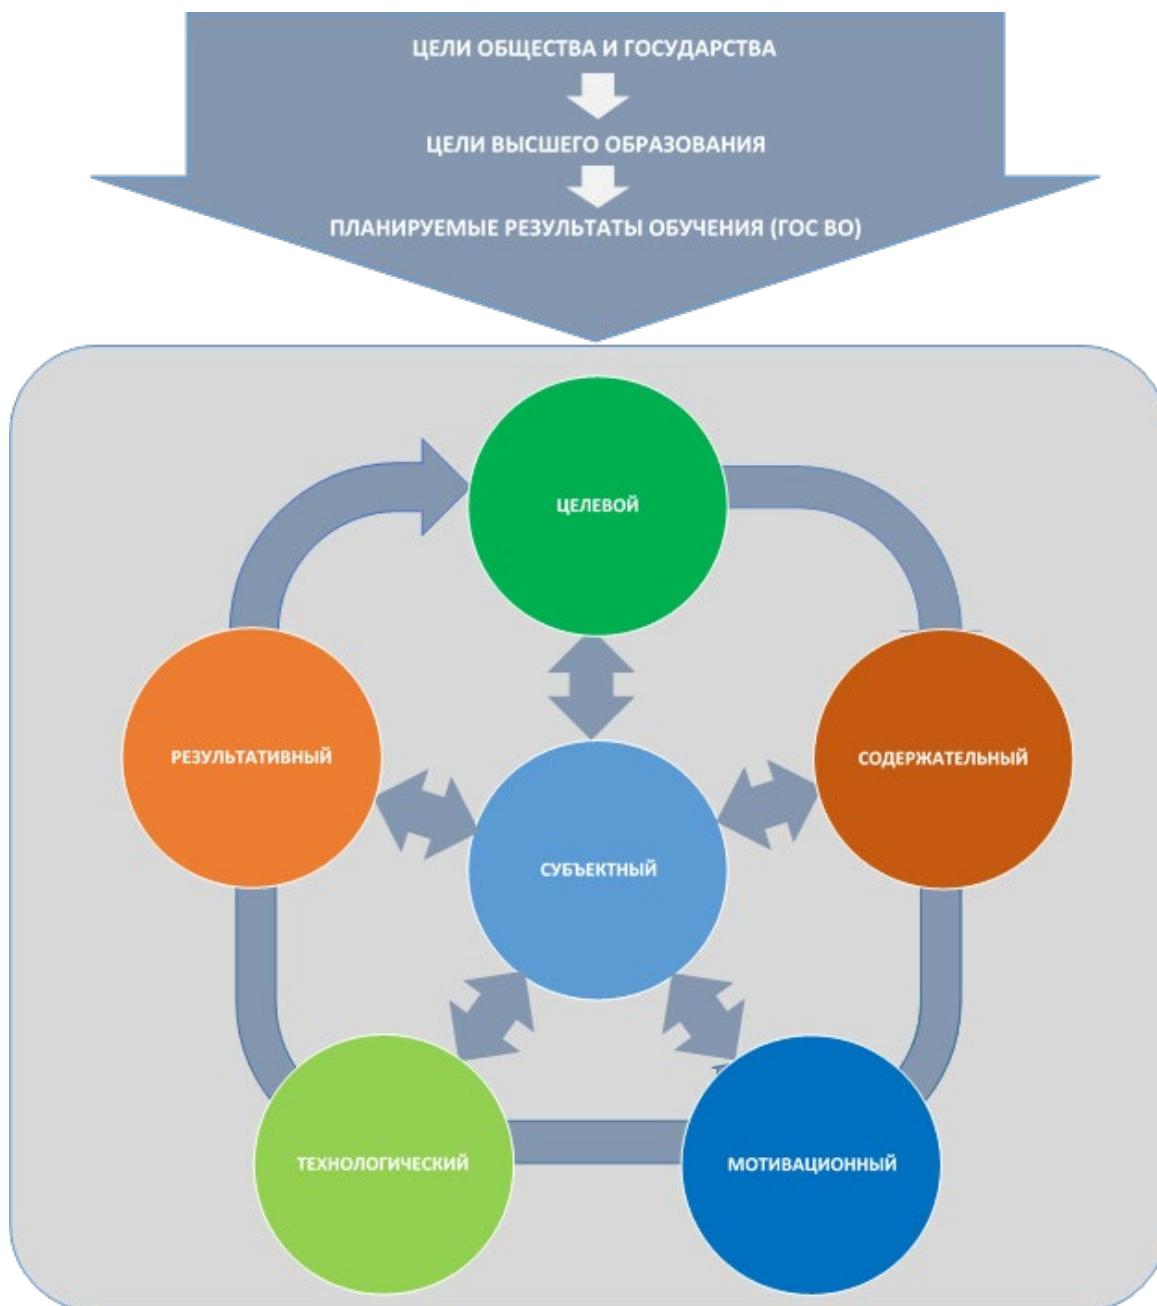 ЦЕЛИ ОБЩЕСТВА И ГОСУДАРСТВА
ЦЕЛИ ВЫСШЕГО ОБРАЗОВАНИЯ
ПЛАНИРУЕМЫЕ РЕЗУЛЬТАТЫ ОБУЧЕНИЯ (ГОС ВО)
ЦЕЛЕВОЙ
РЕЗУЛЬТАТИВНЫЙ
СОДЕРЖАТЕЛЬНЫЙ
СУБЪЕКТНЫЙ
ТЕХНОЛОГИЧЕСКИЙ
МОТИВАЦИОННЫЙ